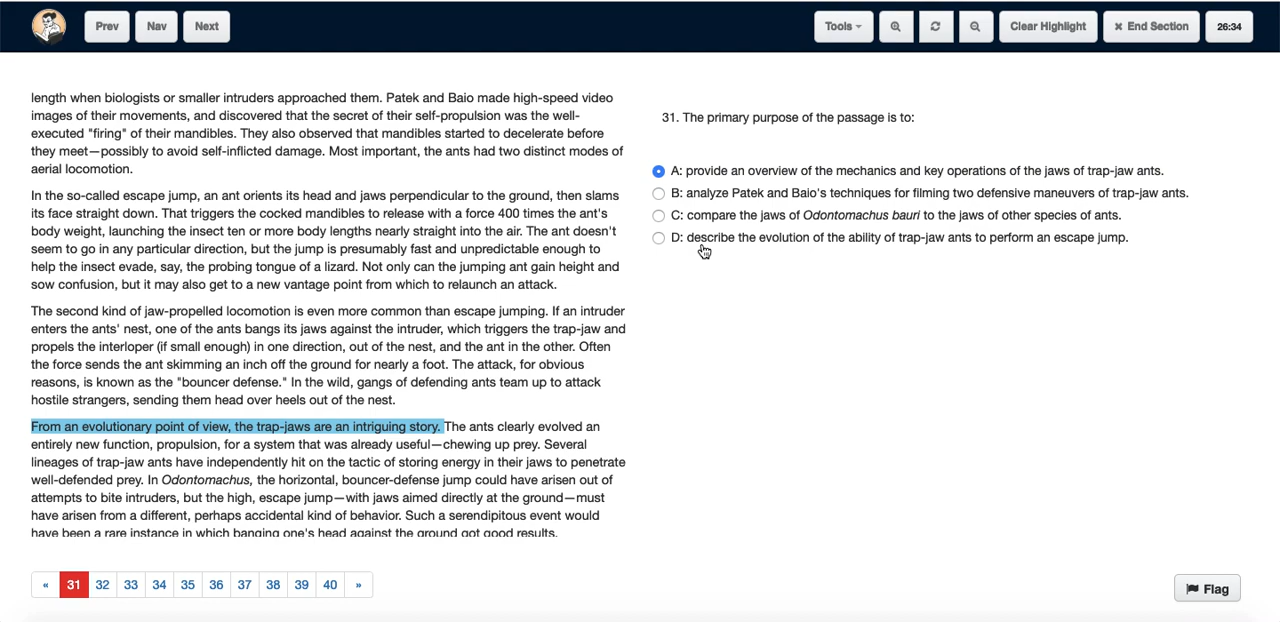 Prev Nav Next Tools Clear Highlight × End Section 26:34
length when biologists or smaller intruders approached them. Patek and Baio made high-speed video
images of their movements, and discovered that the secret of their self-propulsion was the well-
executed "firing" of their mandibles. They also observed that mandibles started to decelerate before
they meet—possibly to avoid self-inflicted damage. Most important, the ants had two distinct modes of
aerial locomotion.
In the so-called escape jump, an ant orients its head and jaws perpendicular to the ground, then slams
its face straight down. That triggers the cocked mandibles to release with a force 400 times the ant's
body weight, launching the insect ten or more body lengths nearly straight into the air. The ant doesn't
seem to go in any particular direction, but the jump is presumably fast and unpredictable enough to
help the insect evade, say, the probing tongue of a lizard. Not only can the jumping ant gain height and
sow confusion, but it may also get to a new vantage point from which to relaunch an attack.
The second kind of jaw-propelled locomotion is even more common than escape jumping. If an intruder
enters the ants' nest, one of the ants bangs its jaws against the intruder, which triggers the trap-jaw and
propels the interloper (if small enough) in one direction, out of the nest, and the ant in the other. Often
the force sends the ant skimming an inch off the ground for nearly a foot. The attack, for obvious
reasons, is known as the "bouncer defense." In the wild, gangs of defending ants team up to attack
hostile strangers, sending them head over heels out of the nest.
From an evolutionary point of view, the trap-jaws are an intriguing story. The ants clearly evolved an
entirely new function, propulsion, for a system that was already useful—chewing up prey. Several
lineages of trap-jaw ants have independently hit on the tactic of storing energy in their jaws to penetrate
well-defended prey. In Odontomachus, the horizontal, bouncer-defense jump could have arisen out of
attempts to bite intruders, but the high, escape jump—with jaws aimed directly at the ground—must
have arisen from a different, perhaps accidental kind of behavior. Such a serendipitous event would
have been a rare instance in which banging one's head against the ground got good results.
31. The primary purpose of the passage is to:
A: provide an overview of the mechanics and key operations of the jaws of trap-jaw ants.
B: analyze Patek and Baio's techniques for filming two defensive maneuvers of trap-jaw ants.
C: compare the jaws of Odontomachus bauri to the jaws of other species of ants.
D: describe the evolution of the ability of trap-jaw ants to perform an escape jump.
« 31 32 33 34 35 36 37 38 39 40 »
Flag